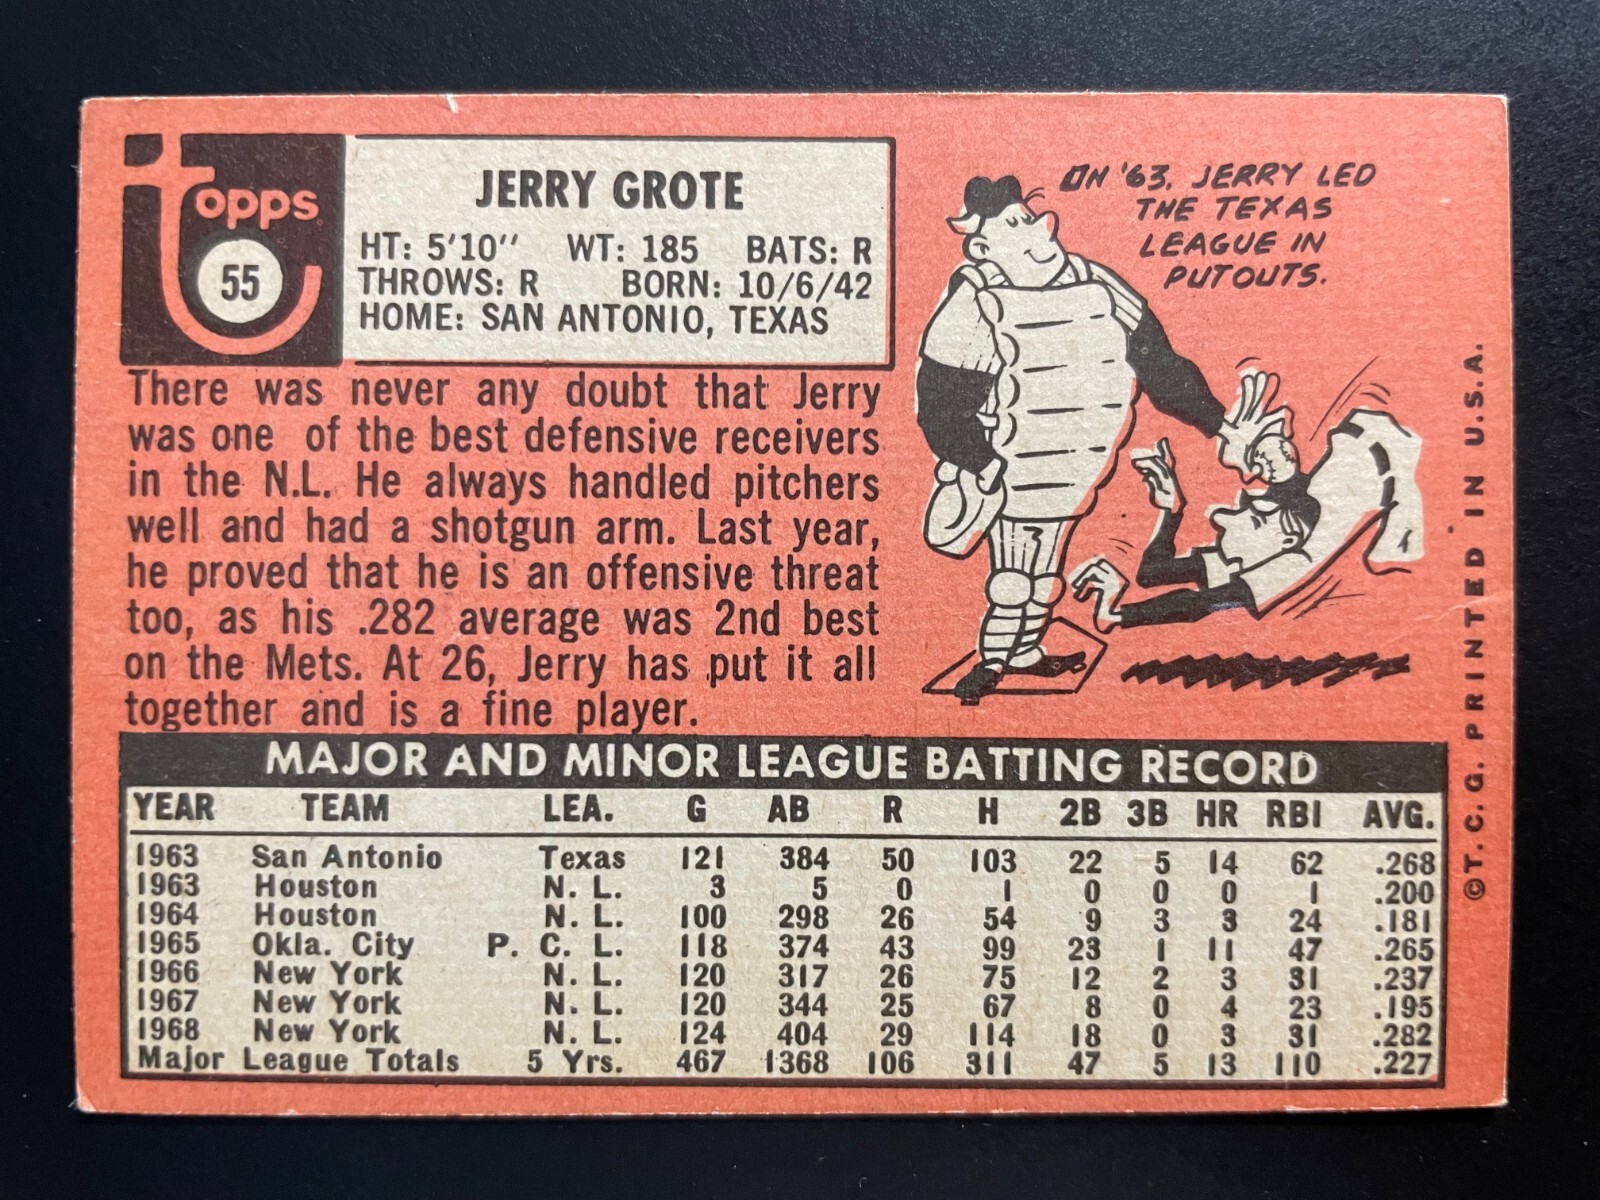 Topps
55
JERRY GROTE
HT: 5'10" WT: 185 BATS: R
THROWS: R BORN: 10/6/42
HOME: SAN ANTONIO, TEXAS
There was never any doubt that Jerry
was one of the best defensive receivers
in the N.L. He always handled pitchers
well and had a shotgun arm. Last year,
he proved that he is an offensive threat
too, as his .282 average was 2nd best
on the Mets. At 26, Jerry has put it all
together and is a fine player.
IN '63, JERRY LED
THE TEXAS
LEAGUE IN
PUTOUTS.
MAJOR AND MINOR LEAGUE BATTING RECORD
YEAR TEAM LEA. G AB R H 2B 3B HR RBI AVG.
1963 San Antonio Texas 121 384 50 103 22 5 14 62 .268
1963 Houston N. L. 3 5 0 1 0 0 0 1 .200
1964 Houston N. L. 100 298 26 54 9 3 3 24 .181
1965 Okla. City P. C. L. 118 374 43 99 23 1 11 47 .265
1966 New York N. L. 120 317 26 75 12 2 3 31 .237
1967 New York N. L. 120 344 25 67 8 0 4 23 .195
1968 New York N. L. 124 404 29 114 18 0 3 31 .282
Major League Totals 5 Yrs. 467 1368 106 311 47 5 13 110 .227
©T.C.G. PRINTED IN U.S.A.